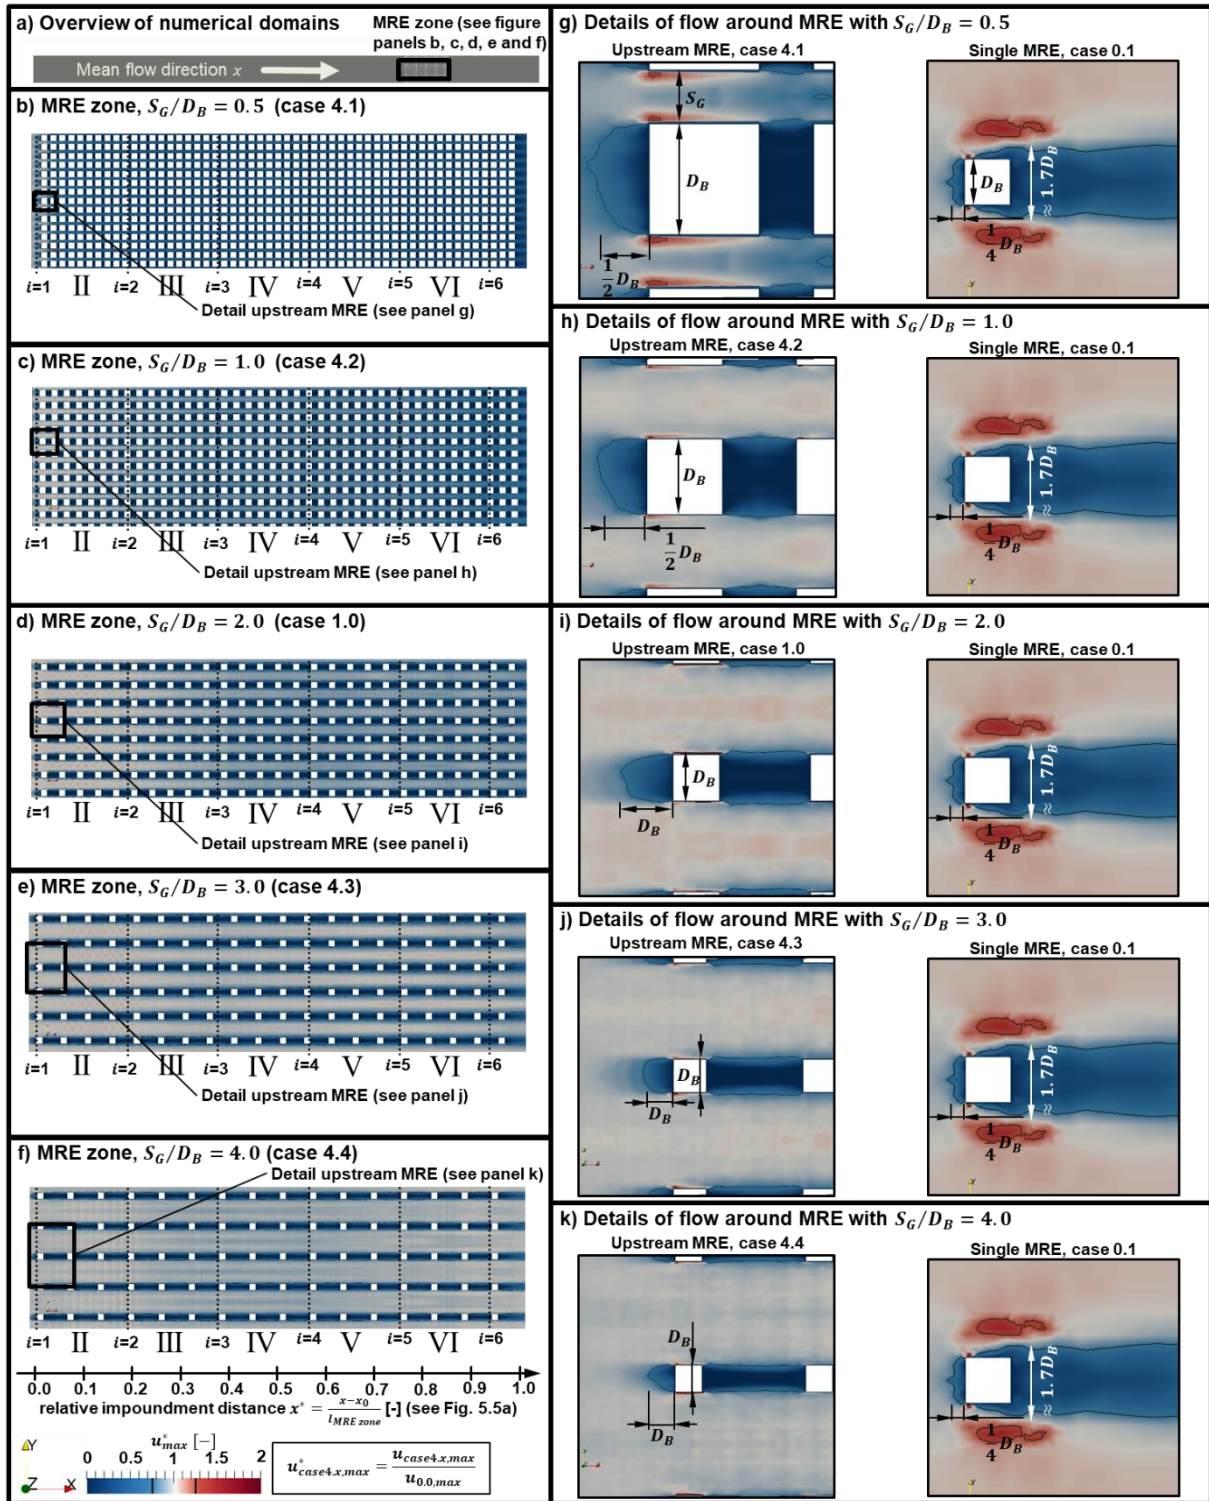 a) Overview of numerical domains
MRE zone (see figure
panels b, c, d, e and f)
Mean flow direction x
b) MRE zone, S_G/D_B = 0.5 (case 4.1)
i=1 II i=2 III i=3 IV i=4 V i=5 VI i=6
Detail upstream MRE (see panel g)
c) MRE zone, S_G/D_B = 1.0 (case 4.2)
i=1 II i=2 III i=3 IV i=4 V i=5 VI i=6
Detail upstream MRE (see panel h)
d) MRE zone, S_G/D_B = 2.0 (case 1.0)
i=1 II i=2 III i=3 IV i=4 V i=5 VI i=6
Detail upstream MRE (see panel i)
e) MRE zone, S_G/D_B = 3.0 (case 4.3)
i=1 II i=2 III i=3 IV i=4 V i=5 VI i=6
Detail upstream MRE (see panel j)
f) MRE zone, S_G/D_B = 4.0 (case 4.4)
Detail upstream MRE (see panel k)
i=1 II i=2 III i=3 IV i=4 V i=5 VI i=6
0.0 0.1 0.2 0.3 0.4 0.5 0.6 0.7 0.8 0.9 1.0
relative impoundment distance x* = (x−x_0)/l_{MRE zone} [-] (see Fig. 5.5a)
Y
Z X
u*_max [−]
0 0.5 1 1.5 2
u*_{case4.x,max} = u_{case4.x,max}/u_{0.0,max}
g) Details of flow around MRE with S_G/D_B = 0.5
Upstream MRE, case 4.1
Single MRE, case 0.1
S_G
D_B
1/2 D_B
D_B
1.7D_B
1/4 D_B
Y
h) Details of flow around MRE with S_G/D_B = 1.0
Upstream MRE, case 4.2
Single MRE, case 0.1
D_B
1/2 D_B
1.7D_B
1/4 D_B
Y
i) Details of flow around MRE with S_G/D_B = 2.0
Upstream MRE, case 1.0
Single MRE, case 0.1
D_B
D_B
1.7D_B
1/4 D_B
Y
j) Details of flow around MRE with S_G/D_B = 3.0
Upstream MRE, case 4.3
Single MRE, case 0.1
D_B
D_B
1.7D_B
1/4 D_B
Y
k) Details of flow around MRE with S_G/D_B = 4.0
Upstream MRE, case 4.4
Single MRE, case 0.1
D_B
D_B
1.7D_B
1/4 D_B
Y